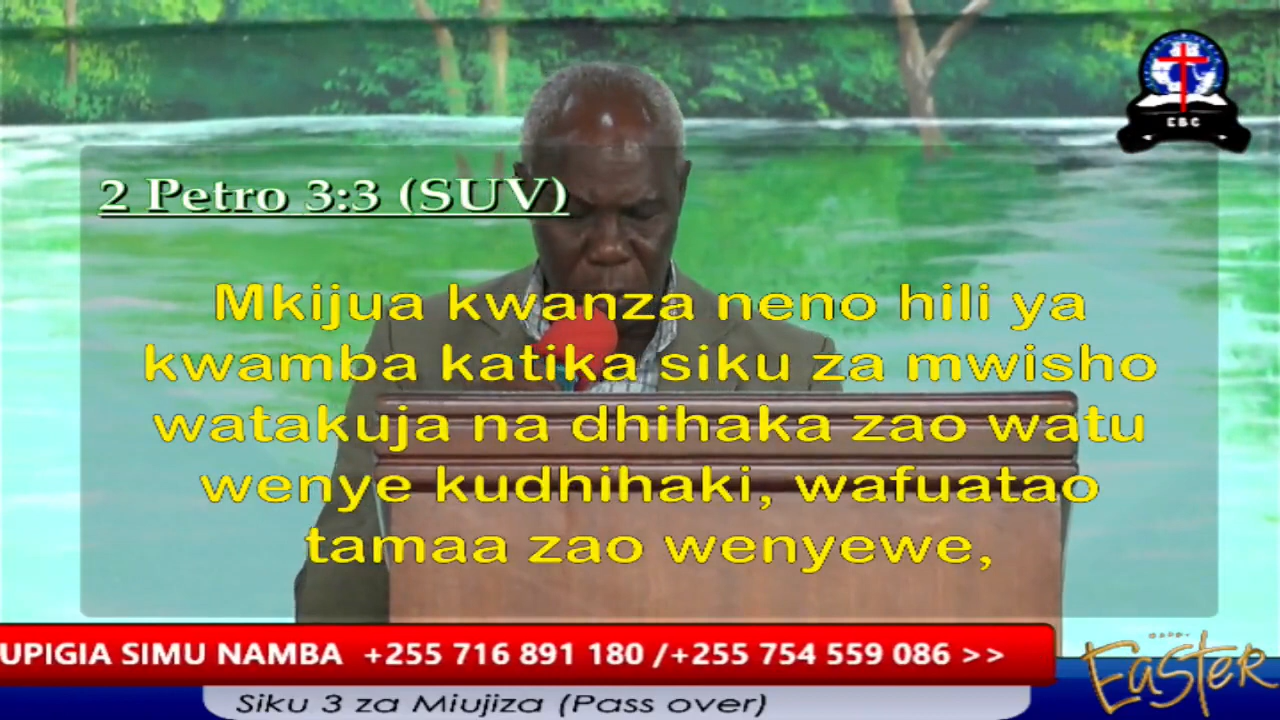 EBC
2 Petro 3:3 (SUV)
Mkijua kwanza neno hili ya
kwamba katika siku za mwisho
watakuja na dhihaka zao watu
wenye kudhihaki, wafuatao
tamaa zao wenyewe,
UPIGIA SIMU NAMBA +255 716 891 180 /+255 754 559 086 >>
Siku 3 za Miujiza (Pass over)
EaSTER